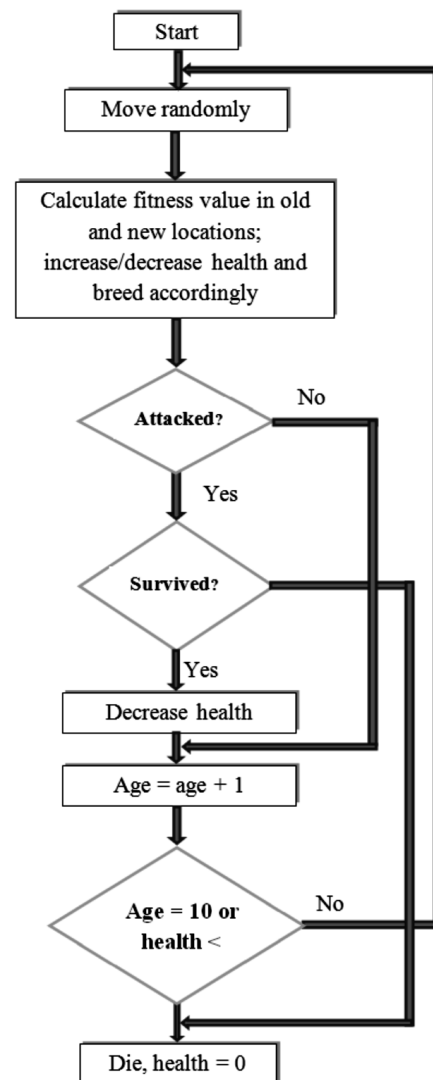 Start
Move randomly
Calculate fitness value in old
and new locations;
increase/decrease health and
breed accordingly
Attacked?
No
Yes
Survived?
Yes
Decrease health
Age = age + 1
Age = 10 or
health <
No
Die, health = 0